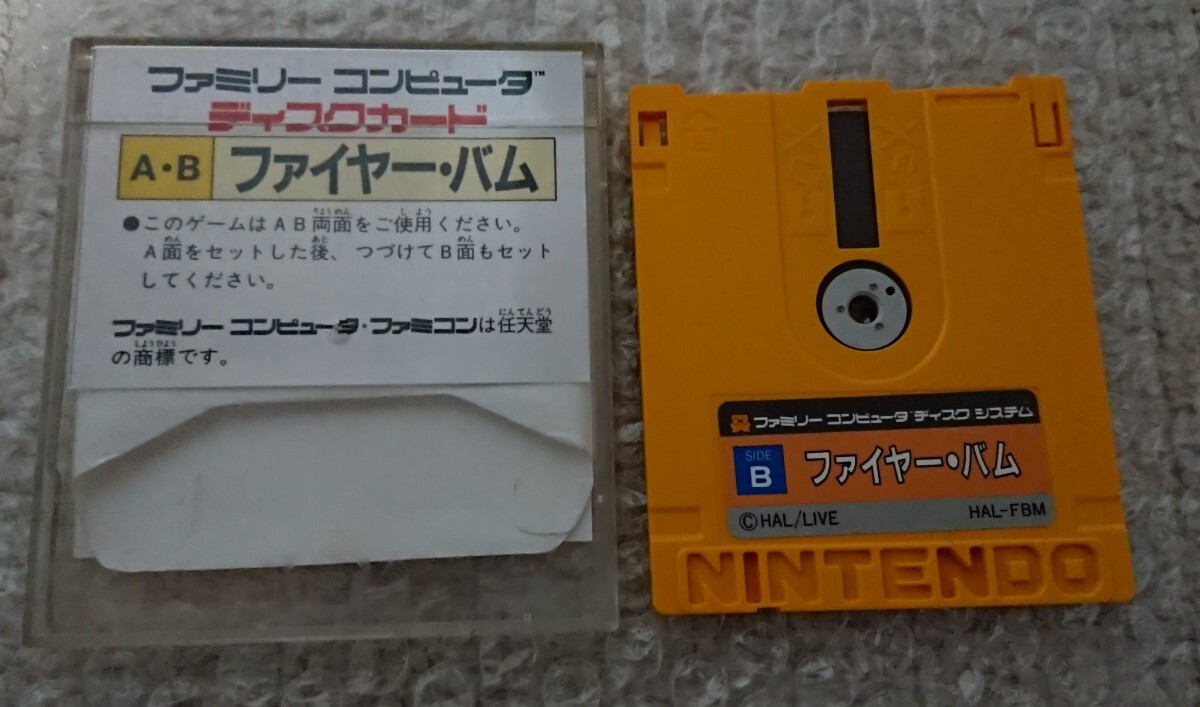 ファミリー コンピュータ™
ディスクカード
A・B ファイヤー・バム
●このゲームはAB両面をご使用ください。
A面をセットした後、つづけてB面もセット
してください。
ファミリー コンピュータ・ファミコンは任天堂
の商標です。
ファミリー コンピュータ ディスク システム
SIDE
B
ファイヤー・バム
©HAL/LIVE HAL-FBM
NINTENDO